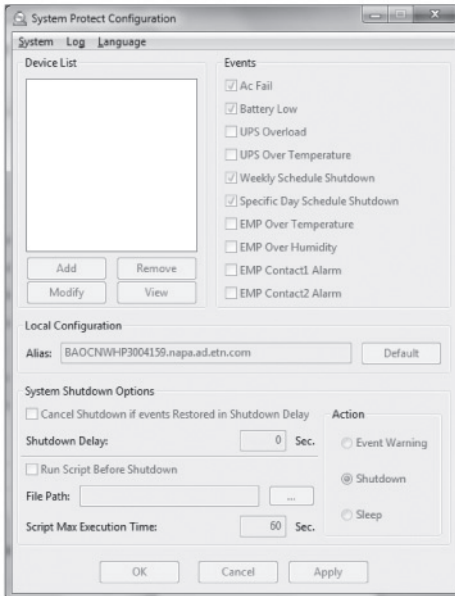 System Protect Configuration
System Log Language
Device List
Add Remove
Modify View
Events
Ac Fail
Battery Low
UPS Overload
UPS Over Temperature
Weekly Schedule Shutdown
Specific Day Schedule Shutdown
EMP Over Temperature
EMP Over Humidity
EMP Contact1 Alarm
EMP Contact2 Alarm
Local Configuration
Alias: BAOCNWHP3004159.napa.ad.etn.com Default
System Shutdown Options
Cancel Shutdown if events Restored in Shutdown Delay
Shutdown Delay: 0 Sec.
Run Script Before Shutdown
File Path: ...
Script Max Execution Time: 60 Sec.
Action
Event Warning
Shutdown
Sleep
OK Cancel Apply